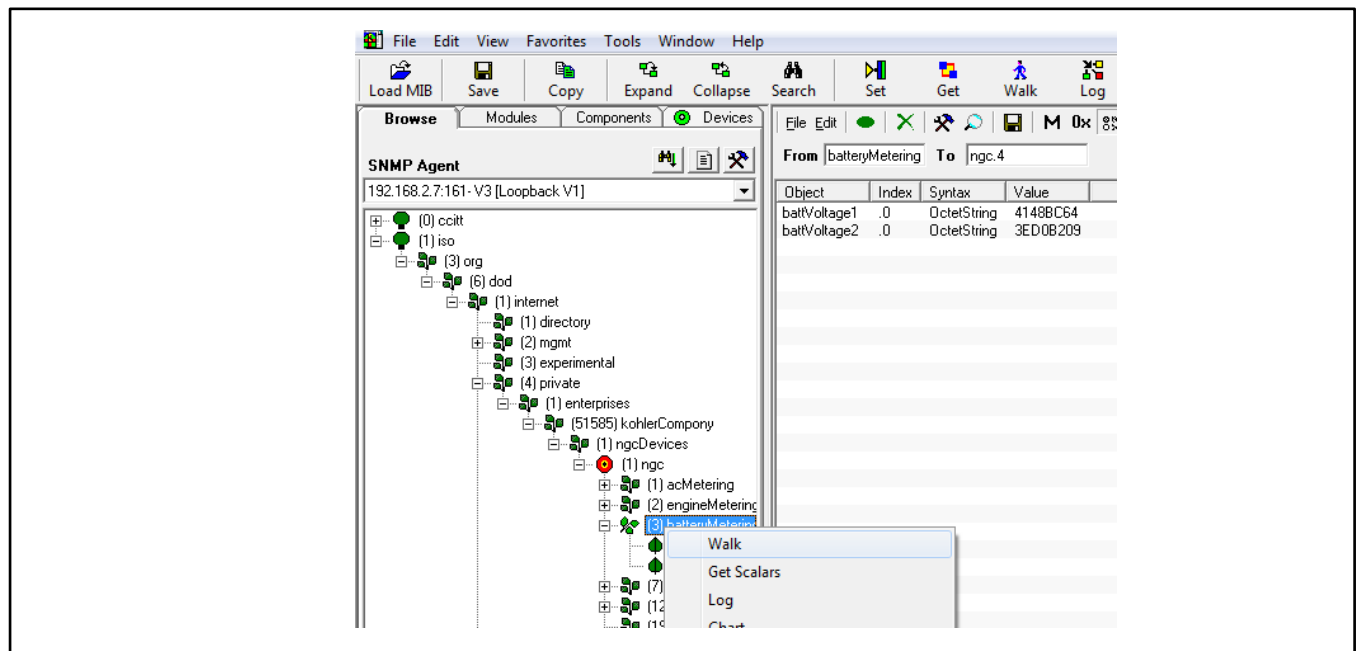 File Edit View Favorites Tools Window Help
Load MIB Save Copy Expand Collapse Search Set Get Walk Log
Browse Modules Components Devices
File Edit M 0x
SNMP Agent
From batteryMetering To ngc.4
192.168.2.7:161- V3 [Loopback V1]
Object Index Syntax Value
battVoltage1 .0 OctetString 4148BC64
battVoltage2 .0 OctetString 3ED0B209
(0) ccitt
(1) iso
(3) org
(6) dod
(1) internet
(1) directory
(2) mgmt
(3) experimental
(4) private
(1) enterprises
(51585) kohlerCompony
(1) ngcDevices
(1) ngc
(1) acMetering
(2) engineMetering
(3) batteryMetering
Walk
Get Scalars
(7)
Log
(12
Chart